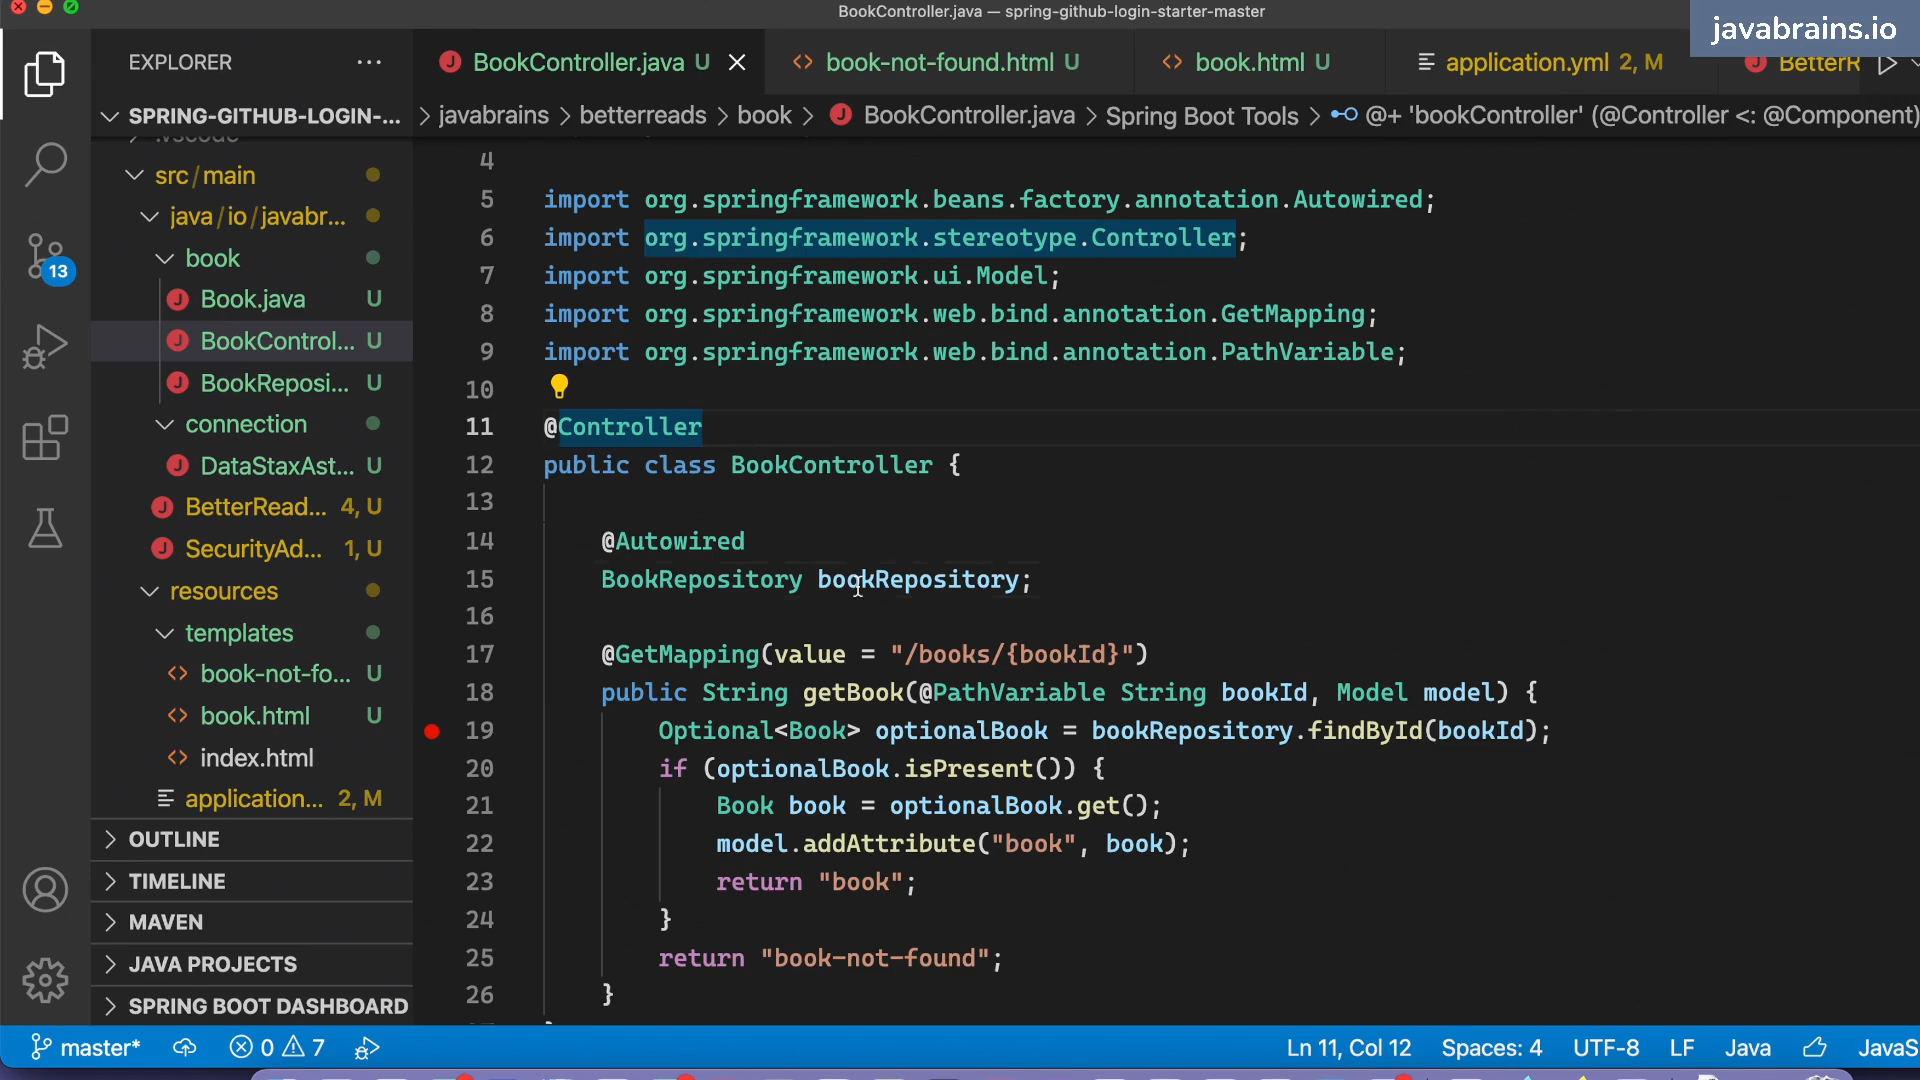 BookController.java — spring-github-login-starter-master
javabrains.io
EXPLORER
BookController.java U
book-not-found.html U
book.html U
application.yml 2, M
BetterR
SPRING-GITHUB-LOGIN-...
javabrains > betterreads > book > BookController.java > Spring Boot Tools > @+ 'bookController' (@Controller <: @Component)
.vscode
src/main
java/io/javabr...
book
Book.java U
BookControl... U
BookReposi... U
connection
DataStaxAst... U
BetterRead... 4, U
SecurityAd... 1, U
resources
templates
book-not-fo... U
book.html U
index.html
application... 2, M
OUTLINE
TIMELINE
MAVEN
JAVA PROJECTS
SPRING BOOT DASHBOARD
13
4
5 import org.springframework.beans.factory.annotation.Autowired;
6 import org.springframework.stereotype.Controller;
7 import org.springframework.ui.Model;
8 import org.springframework.web.bind.annotation.GetMapping;
9 import org.springframework.web.bind.annotation.PathVariable;
10
11 @Controller
12 public class BookController {
13
14 @Autowired
15 BookRepository bookRepository;
16
17 @GetMapping(value = "/books/{bookId}")
18 public String getBook(@PathVariable String bookId, Model model) {
19 Optional<Book> optionalBook = bookRepository.findById(bookId);
20 if (optionalBook.isPresent()) {
21 Book book = optionalBook.get();
22 model.addAttribute("book", book);
23 return "book";
24 }
25 return "book-not-found";
26 }
master* 0 7 Ln 11, Col 12 Spaces: 4 UTF-8 LF Java JavaS